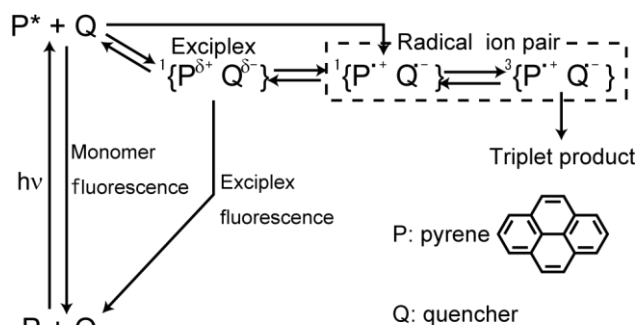 P* + Q
Exciplex
Radical ion pair
¹{P^δ+ Q^δ−}
¹{P^•+ Q^•−}
³{P^•+ Q^•−}
Triplet product
hν
Monomer
fluorescence
Exciplex
fluorescence
P: pyrene
P + Q
Q: quencher